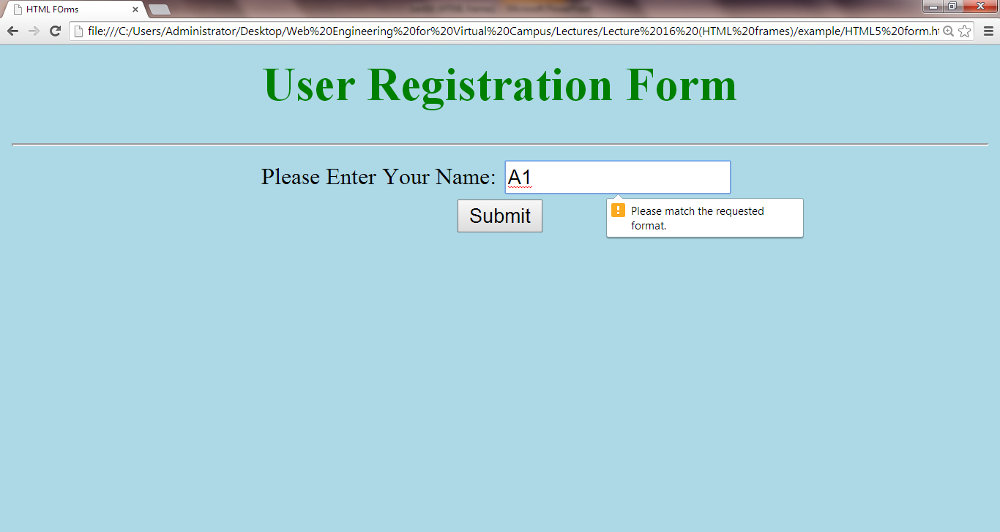 HTML FOrms
file:///C:/Users/Administrator/Desktop/Web%20Engineering%20for%20Virtual%20Campus/Lectures/Lecture%2016%20(HTML%20frames)/example/HTML5%20form.ht
User Registration Form
Please Enter Your Name: A1
Submit
Please match the requested
format.